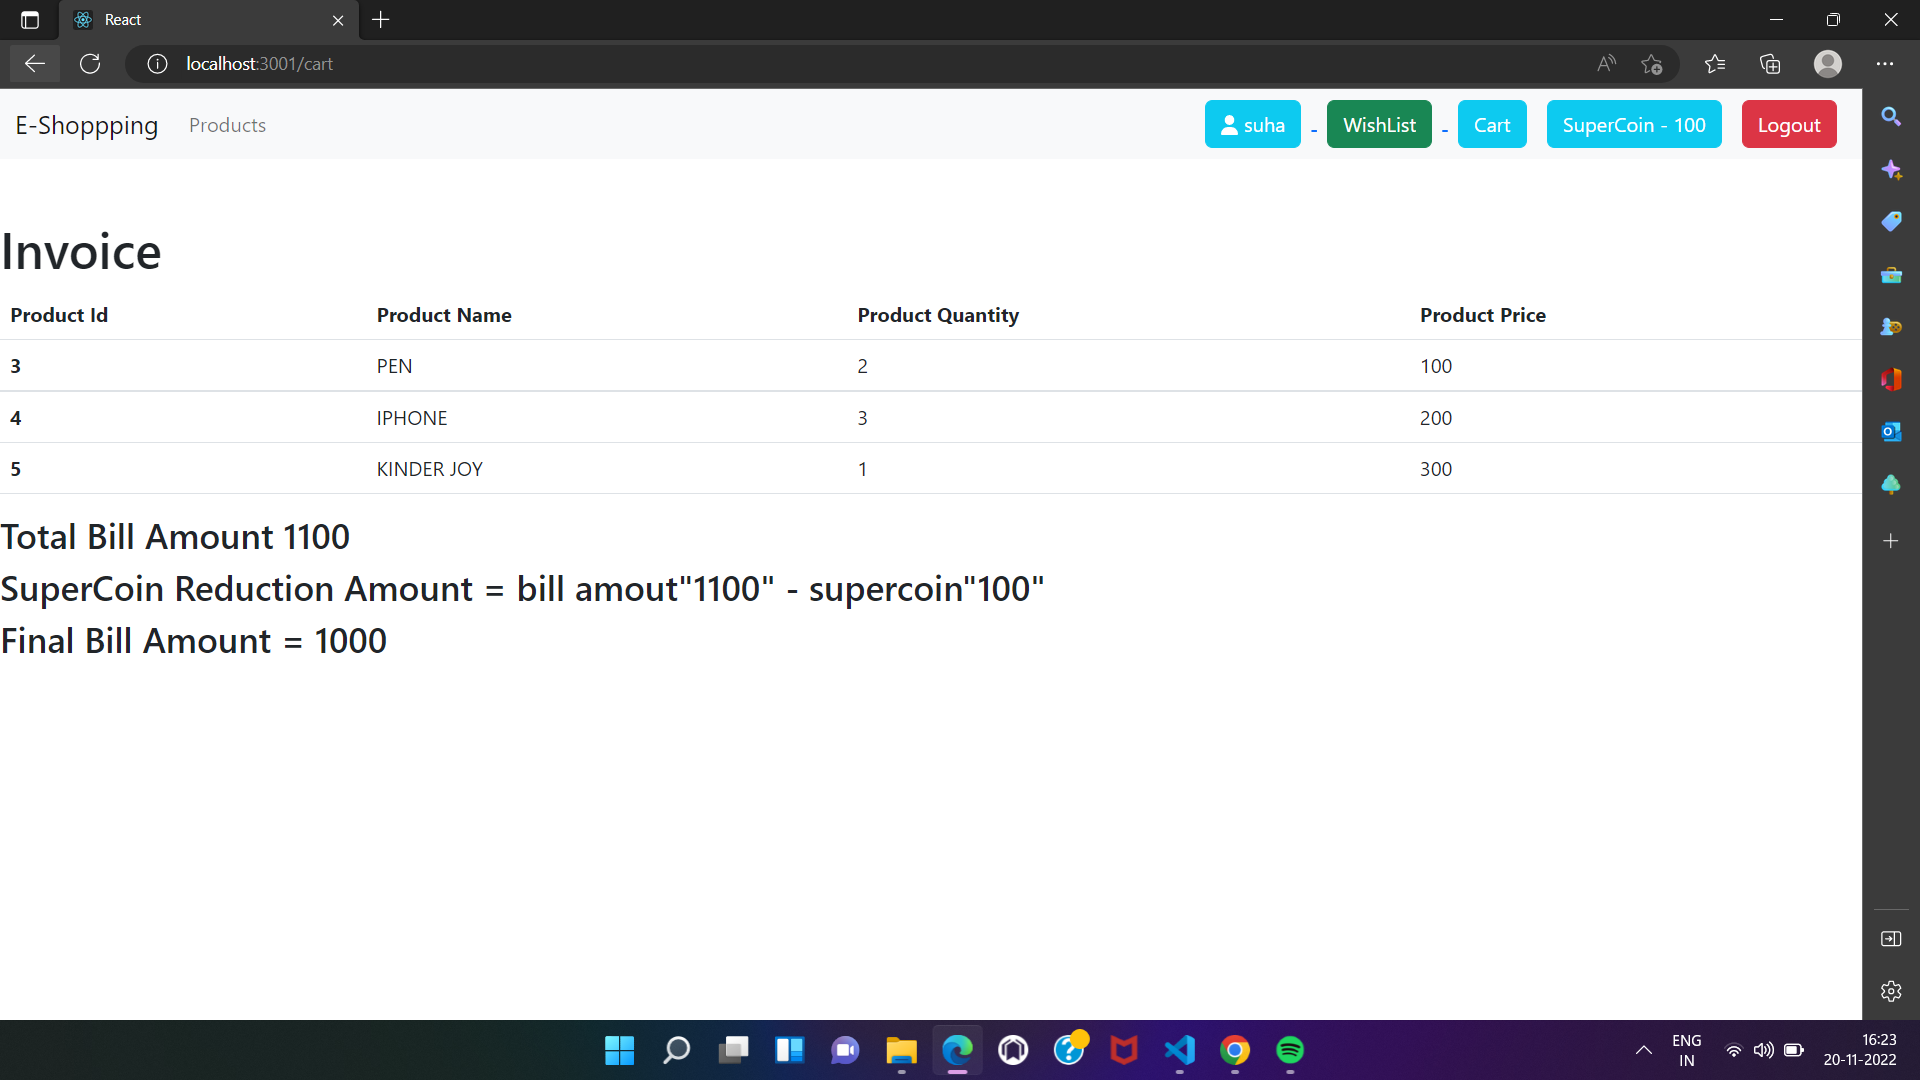 React
localhost:3001/cart
E-Shoppping Products suha - WishList - Cart SuperCoin - 100 Logout
Invoice
Product Id Product Name Product Quantity Product Price
3 PEN 2 100
4 IPHONE 3 200
5 KINDER JOY 1 300
Total Bill Amount 1100
SuperCoin Reduction Amount = bill amout"1100" - supercoin"100"
Final Bill Amount = 1000
ENG
IN
16:23
20-11-2022